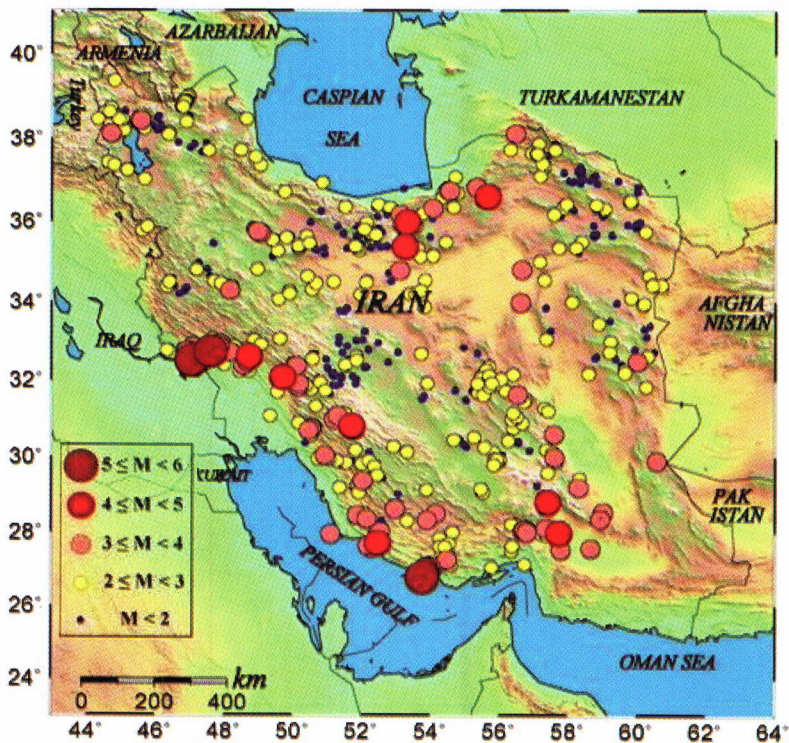 40°
38°
36°
34°
32°
30°
28°
26°
24°
AZARBAIJAN
ARMENIA
Turkey
CASPIAN
SEA
TURKAMANESTAN
IRAN
AFGHA
NISTAN
IRAQ
KUWAIT
PAK
ISTAN
PERSIAN GULF
OMAN SEA
5 ≤ M < 6
4 ≤ M < 5
3 ≤ M < 4
2 ≤ M < 3
M < 2
km
0 200 400
44° 46° 48° 50° 52° 54° 56° 58° 60° 62° 64°